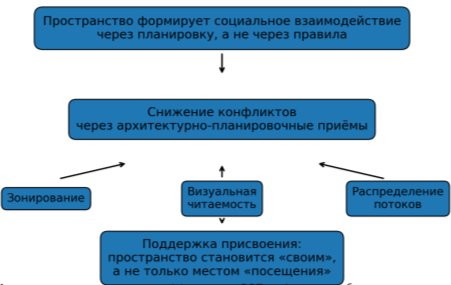 Пространство формирует социальное взаимодействие
через планировку, а не через правила
Снижение конфликтов
через архитектурно-планировочные приёмы
Зонирование
Визуальная
читаемость
Распределение
потоков
Поддержка присвоения:
пространство становится «своим»,
а не только местом «посещения»